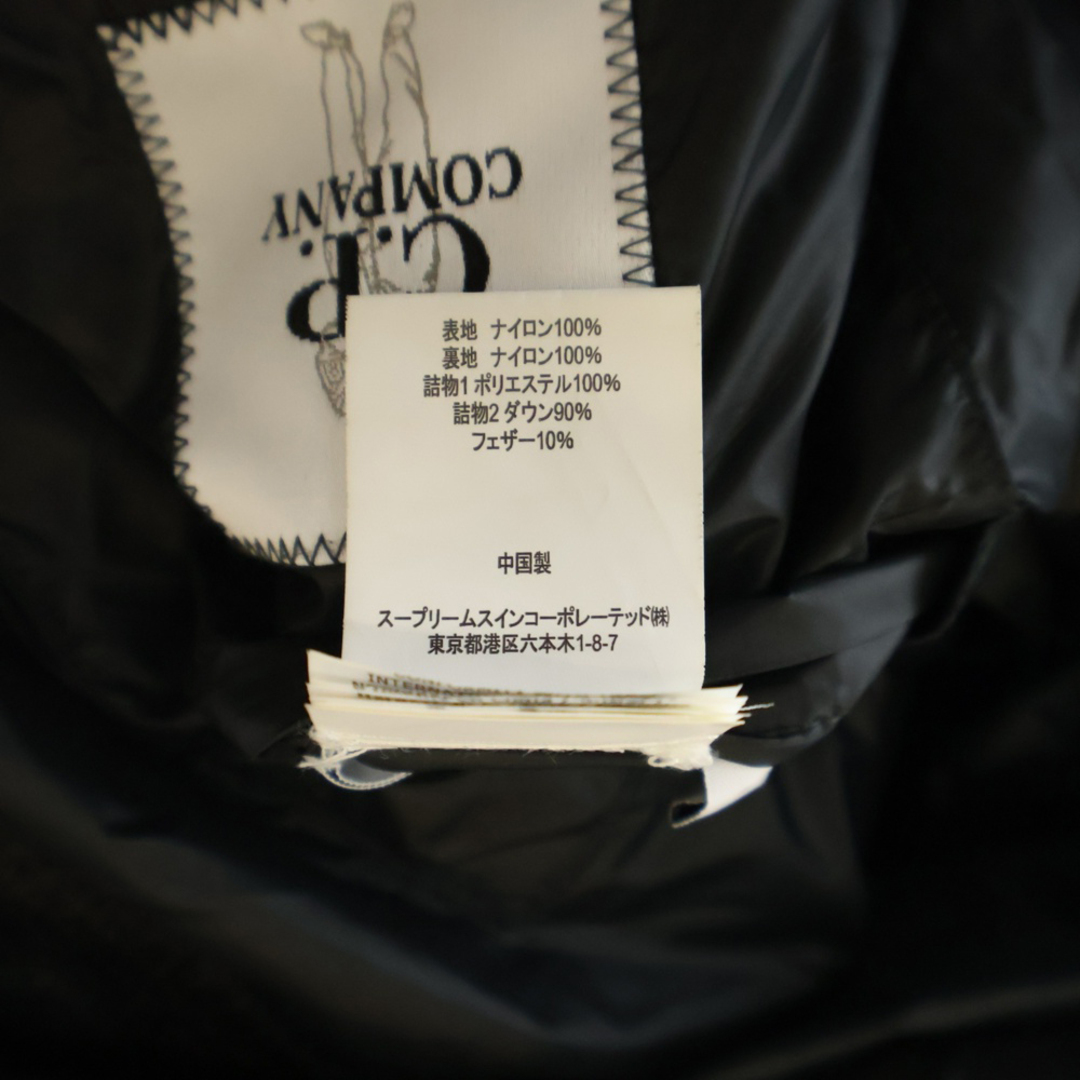 C.P.
COMPANY
表地 ナイロン100%
裏地 ナイロン100%
詰物1 ポリエステル100%
詰物2 ダウン90%
フェザー10%
中国製
スープリームスインコーポレーテッド㈱
東京都港区六本木1-8-7